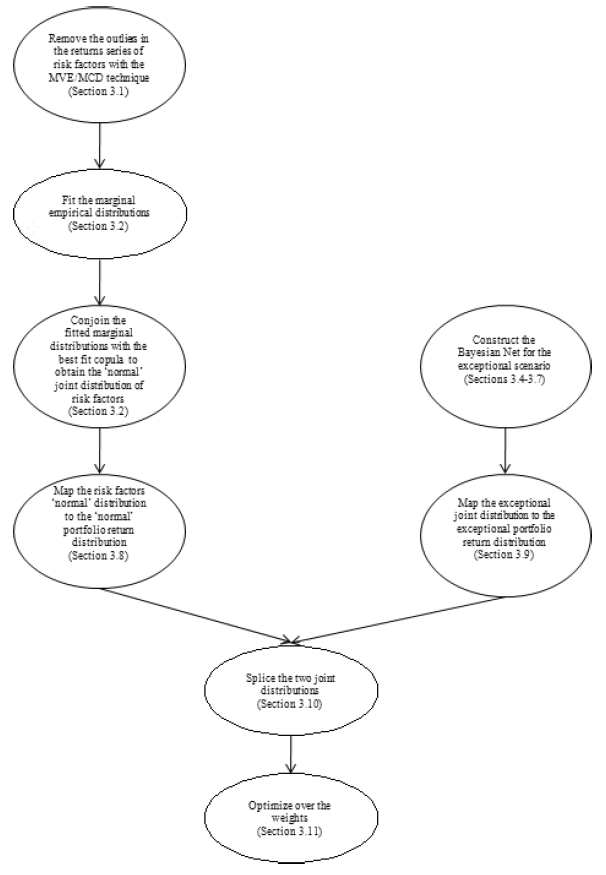 Remove the outliers in
the returns series of
risk factors with the
MVE/MCD technique
(Section 3.1)
Fit the marginal
empirical distributions
(Section 3.2)
Conjoin the
fitted marginal
distributions with the
best fit copula to
obtain the 'normal'
joint distribution of
risk factors
(Section 3.2)
Construct the
Bayesian Net for the
exceptional scenario
(Sections 3.4-3.7)
Map the risk factors
'normal' distribution
to the 'normal'
portfolio return
distribution
(Section 3.8)
Map the exceptional
joint distribution to the
exceptional portfolio
return distribution
(Section 3.9)
Splice the two joint
distributions
(Section 3.10)
Optimize over the
weights
(Section 3.11)